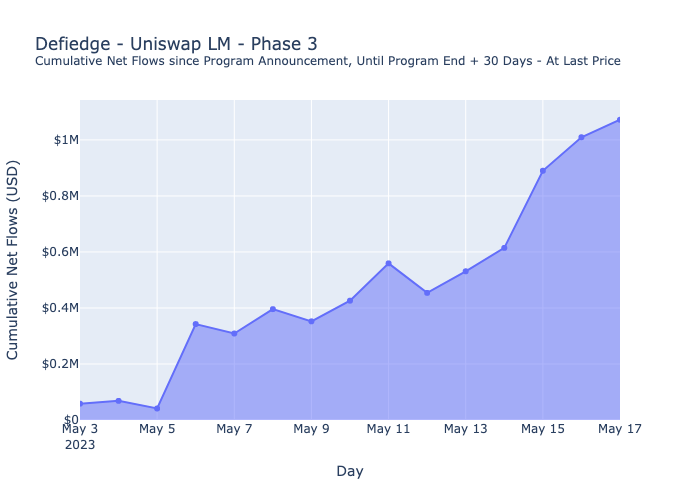 Defiedge - Uniswap LM - Phase 3
Cumulative Net Flows since Program Announcement, Until Program End + 30 Days - At Last Price
Cumulative Net Flows (USD)
$1M
$0.8M
$0.6M
$0.4M
$0.2M
$0
May 3 May 5 May 7 May 9 May 11 May 13 May 15 May 17
2023
Day